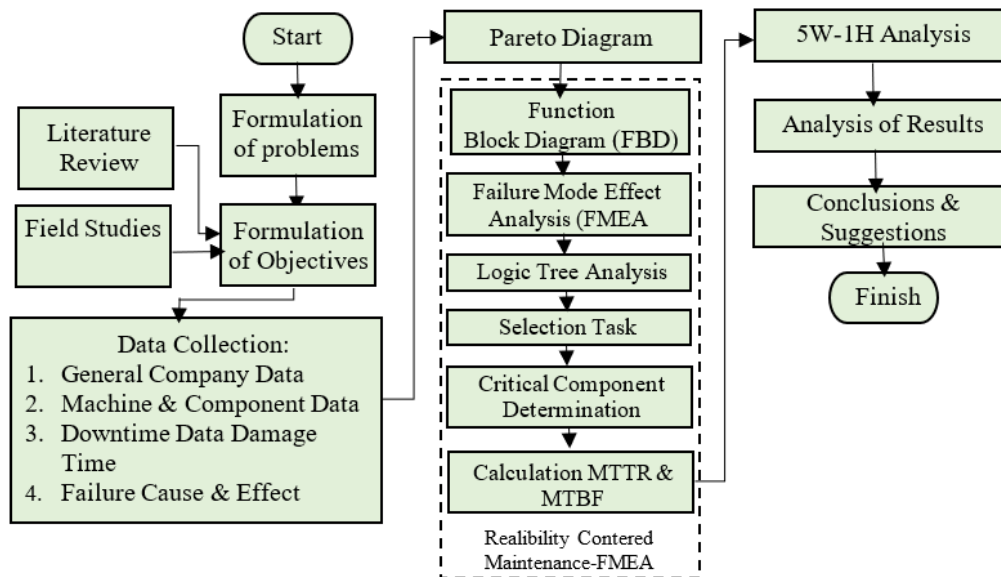 Start
Formulation
of problems
Literature
Review
Field Studies
Formulation
of Objectives
Data Collection:
1. General Company Data
2. Machine & Component Data
3. Downtime Data Damage
Time
4. Failure Cause & Effect
Pareto Diagram
Function
Block Diagram (FBD)
Failure Mode Effect
Analysis (FMEA
Logic Tree Analysis
Selection Task
Critical Component
Determination
Calculation MTTR &
MTBF
Realibility Contered
Maintenance-FMEA
5W-1H Analysis
Analysis of Results
Conclusions &
Suggestions
Finish